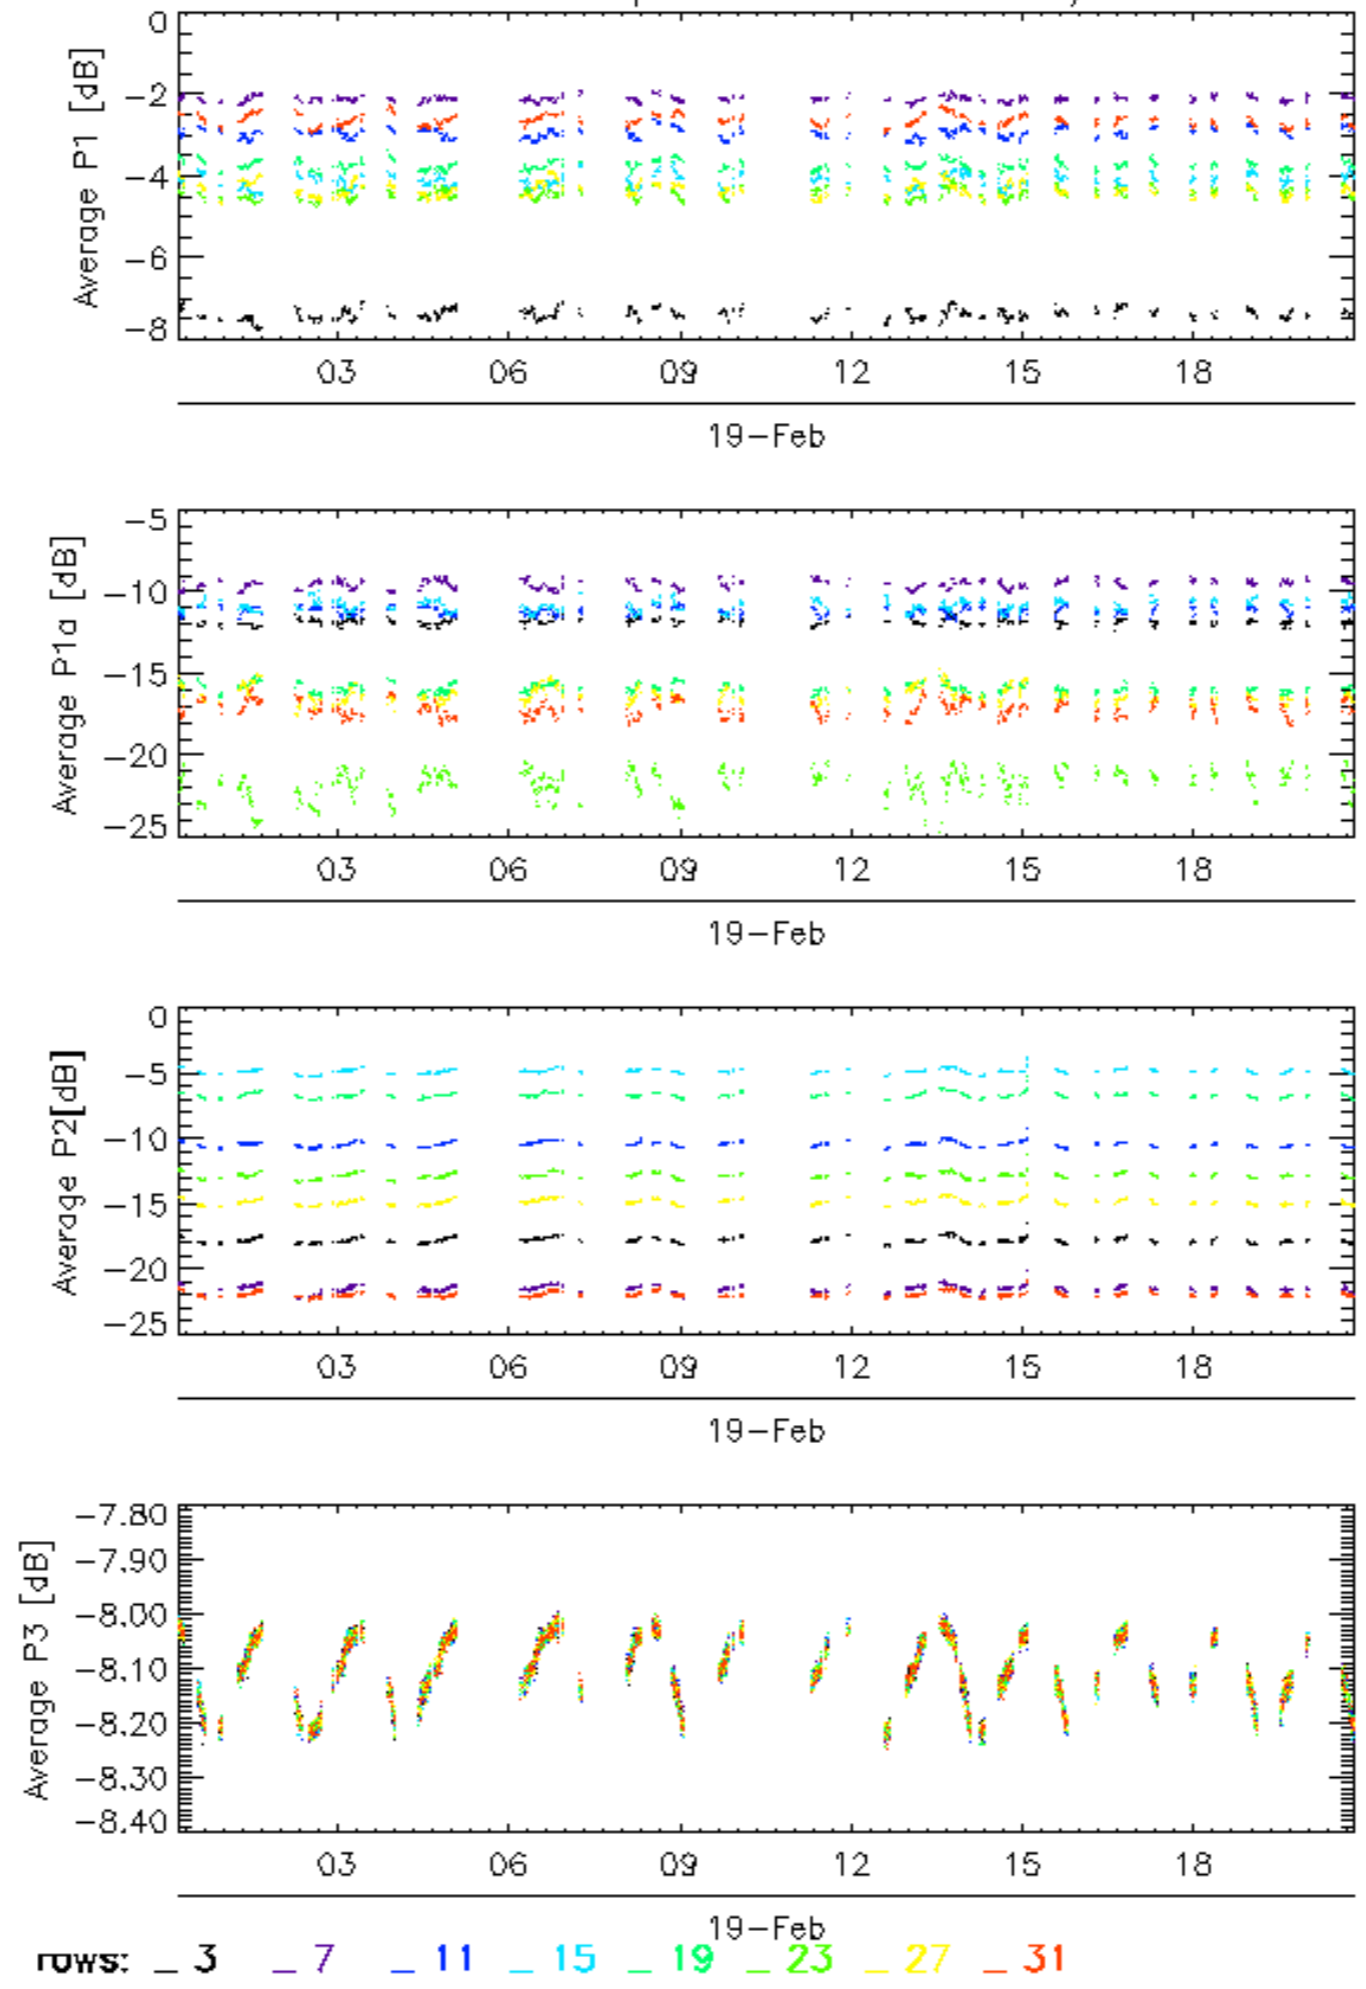 0
−2
−4
−6
−8
Average P1 [dB]
03 06 09 12 15 18
19−Feb
−5
−10
−15
−20
−25
Average P1a [dB]
03 06 09 12 15 18
19−Feb
0
−5
−10
−15
−20
−25
Average P2[dB]
03 06 09 12 15 18
19−Feb
−7.80
−7.90
−8.00
−8.10
−8.20
−8.30
−8.40
Average P3 [dB]
03 06 09 12 15 18
19−Feb
rows: _ 3 _ 7 _ 11 _ 15 _ 19 _ 23 _ 27 _ 31